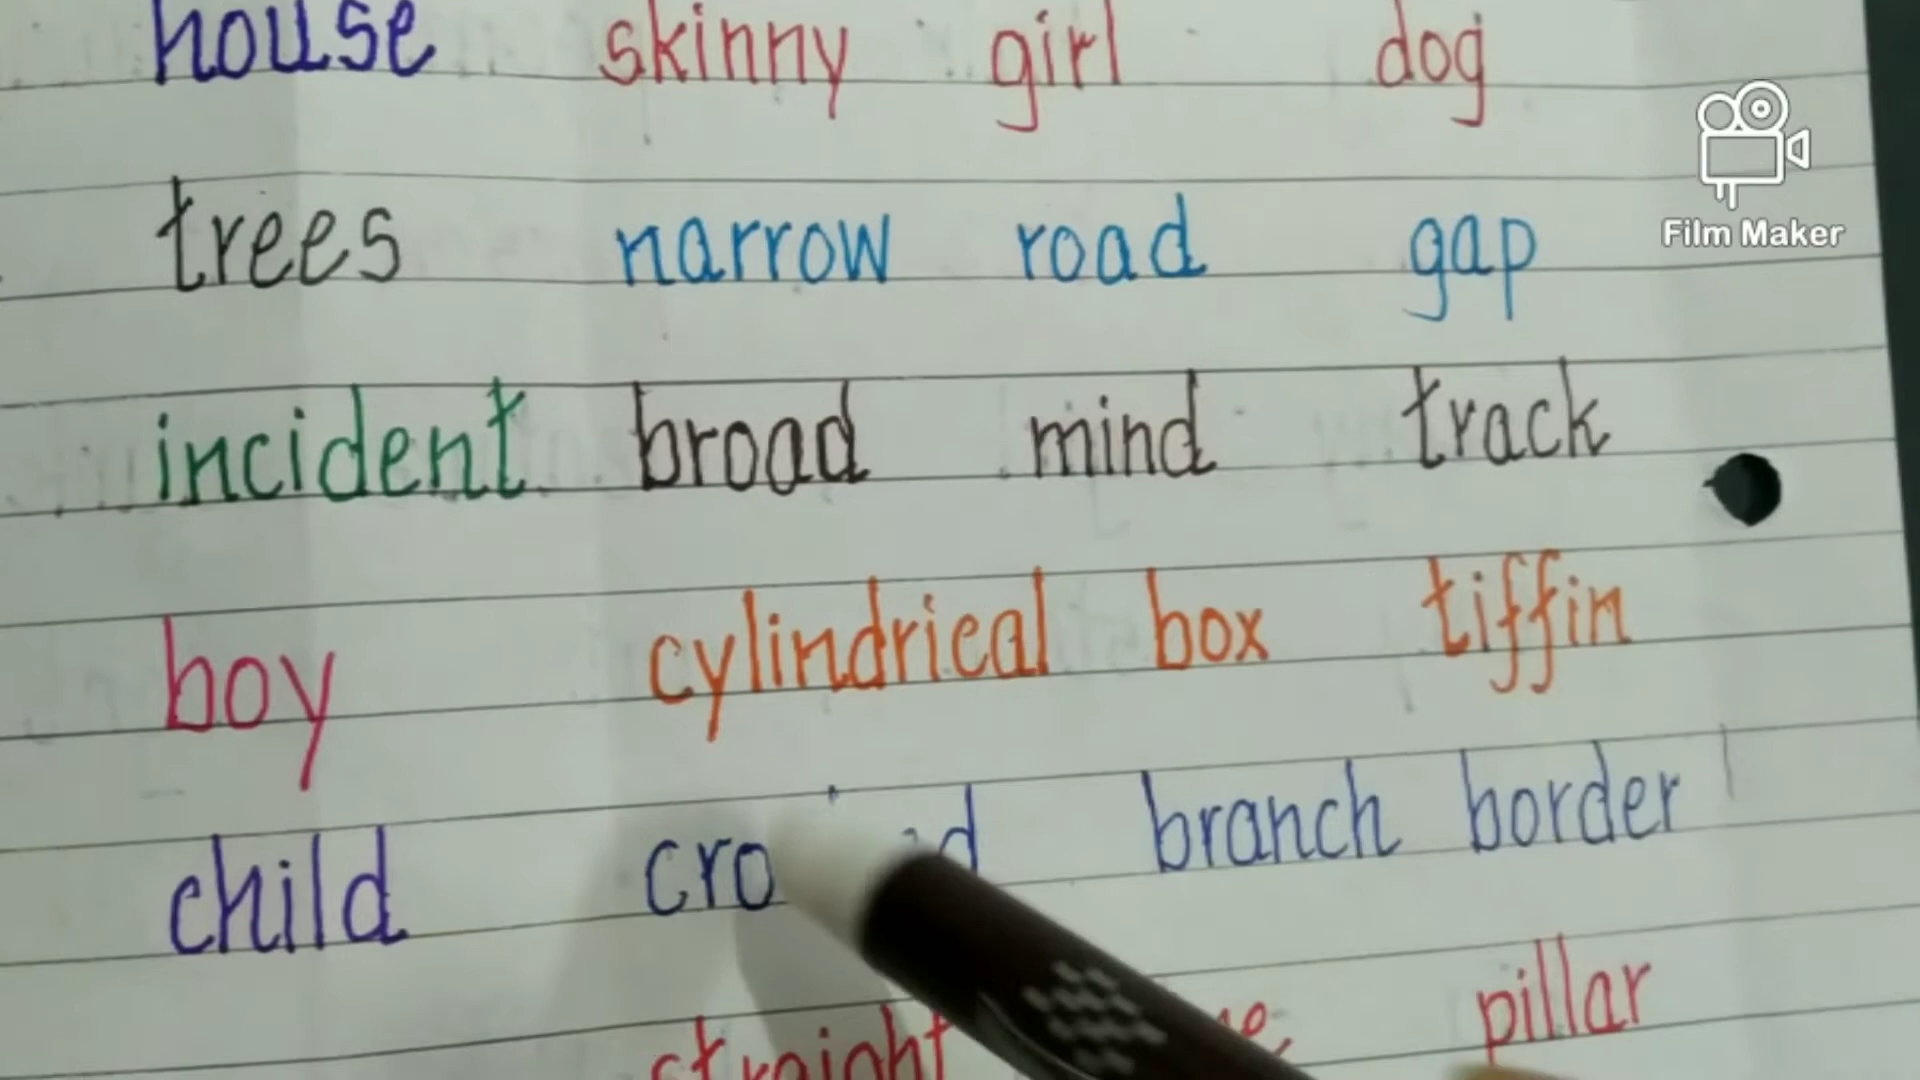 house skinny girl dog
Film Maker
trees narrow road gap
incident broad mind track
boy cylindrical box tiffin
child branch border
straight pillar